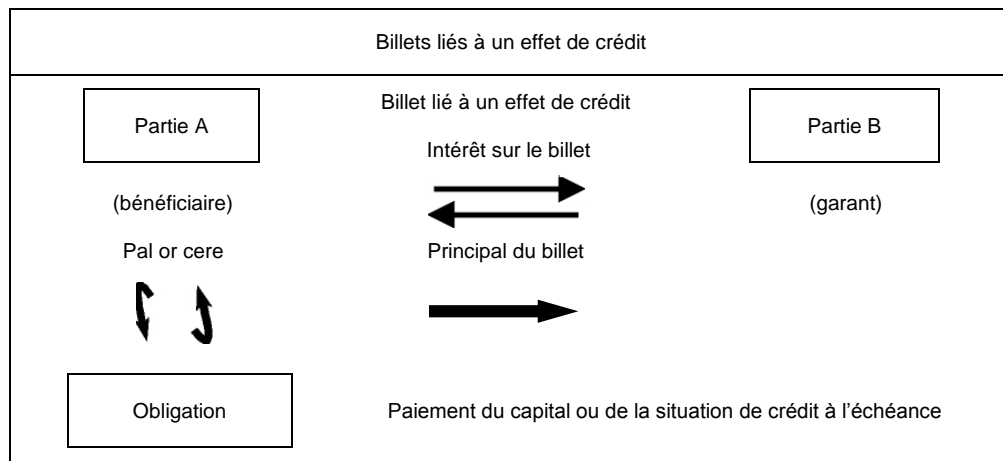 Billets liés à un effet de crédit
Billet lié à un effet de crédit
Partie A
Partie B
Intérêt sur le billet
(bénéficiaire)
(garant)
Pal or cere
Principal du billet
Obligation
Paiement du capital ou de la situation de crédit à l’échéance